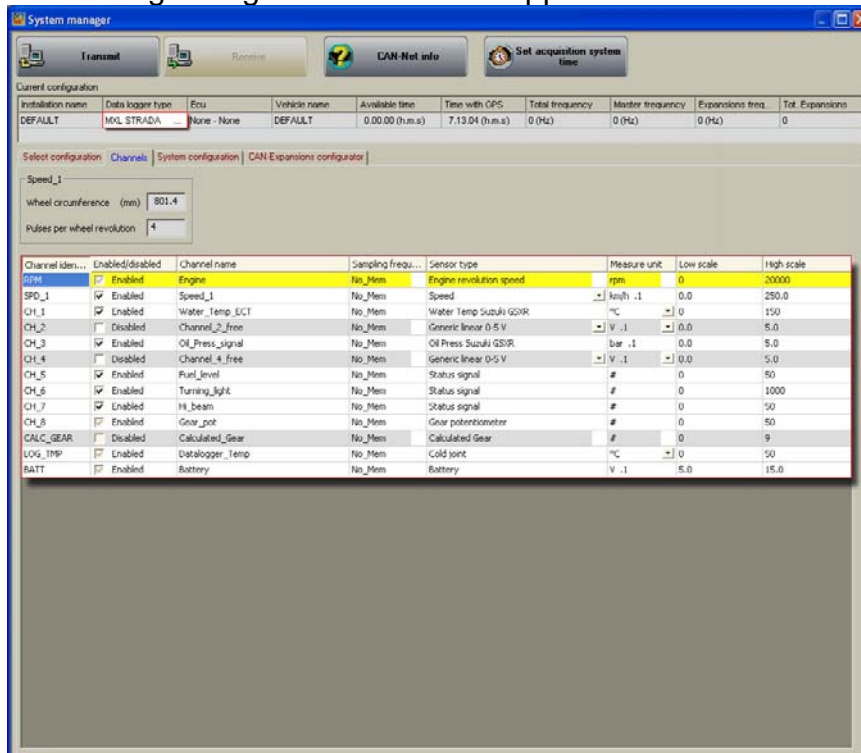 System manager
Transmit Receive CAN-Net info Set acquisition system time
Current configuration
Installation name Data logger type Ecu Vehicle name Available time Time with GPS Total frequency Master frequency Expansions freq... Tot. Expansions
DEFAULT MXL STRADA ... None - None DEFAULT 0.00.00 (h.m.s) 7.13.04 (h.m.s) 0 (Hz) 0 (Hz) 0 (Hz) 0
Select configuration Channels System configuration CAN Expansions configurator
Speed_1
Wheel circumference (mm) 801.4
Pulses per wheel revolution 4
Channel iden... Enabled/disabled Channel name Sampling frequ... Sensor type Measure unit Low scale High scale
RPM Enabled Engine No_Mem Engine revolution speed rpm 0 20000
SPD_1 Enabled Speed_1 No_Mem Speed km/h .1 0.0 250.0
CH_1 Enabled Water_Temp_ECT No_Mem Water Temp Suzuki GSXR °C 0 150
CH_2 Disabled Channel_2_free No_Mem Generic linear 0-5 V V .1 0.0 5.0
CH_3 Enabled Oil_Press_signal No_Mem Oil Press Suzuki GSXR bar .1 0.0 5.0
CH_4 Disabled Channel_4_free No_Mem Generic linear 0-5 V V .1 0.0 5.0
CH_5 Enabled Fuel_level No_Mem Status signal # 0 50
CH_6 Enabled Turning_light No_Mem Status signal # 0 1000
CH_7 Enabled Hi_beam No_Mem Status signal # 0 50
CH_8 Enabled Gear_pot No_Mem Gear potentiometer # 0 50
CALC_GEAR Disabled Calculated_Gear No_Mem Calculated Gear # 0 9
LOG_TMP Enabled Datalogger_Temp No_Mem Cold joint °C 0 50
BATT Enabled Battery No_Mem Battery V .1 5.0 15.0